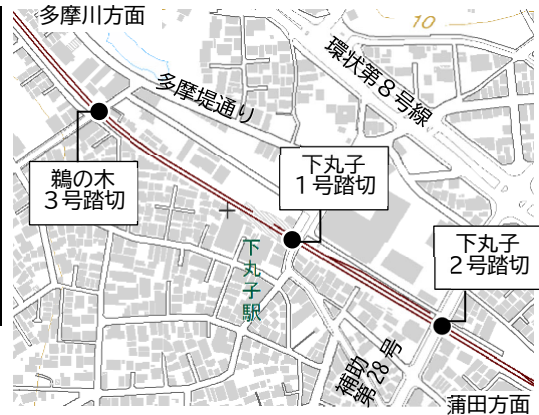 多摩川方面
10
環状第8号線
多摩堤通り
鵜の木
3号踏切
下丸子
1号踏切
下丸子
2号踏切
下丸子駅
補助
第28号
蒲田方面